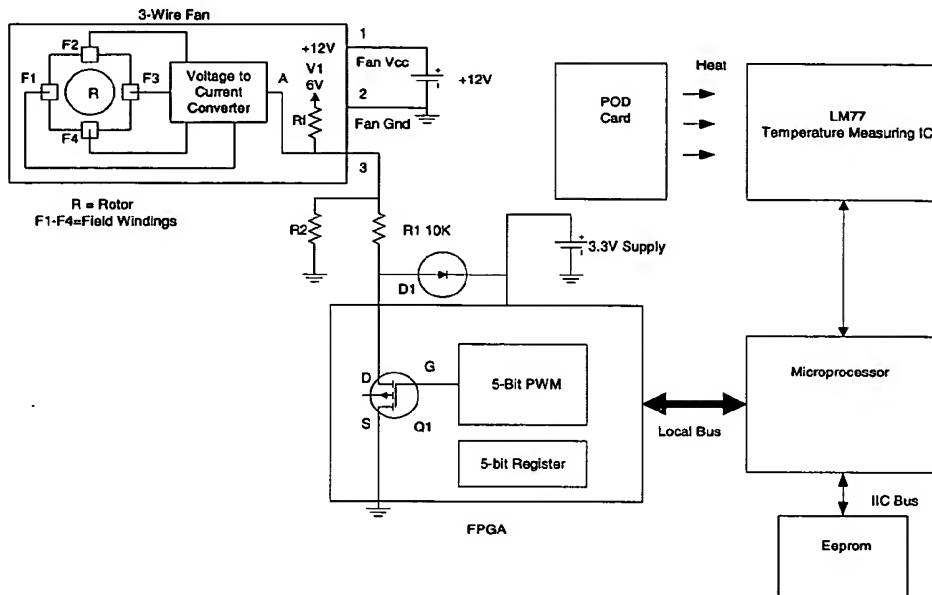 3-Wire Fan
F2
F1
F3
R
F4
Voltage to
Current
Converter
A
+12V
V1
6V
RI
1
Fan Vcc
2
Fan Gnd
3
+12V
R = Rotor
F1-F4=Field Windings
POD
Card
Heat
LM77
Temperature Measuring IC
R2
R1 10K
D1
3.3V Supply
D
G
S
Q1
5-Bit PWM
5-bit Register
FPGA
Local Bus
Microprocessor
IIC Bus
Eeprom